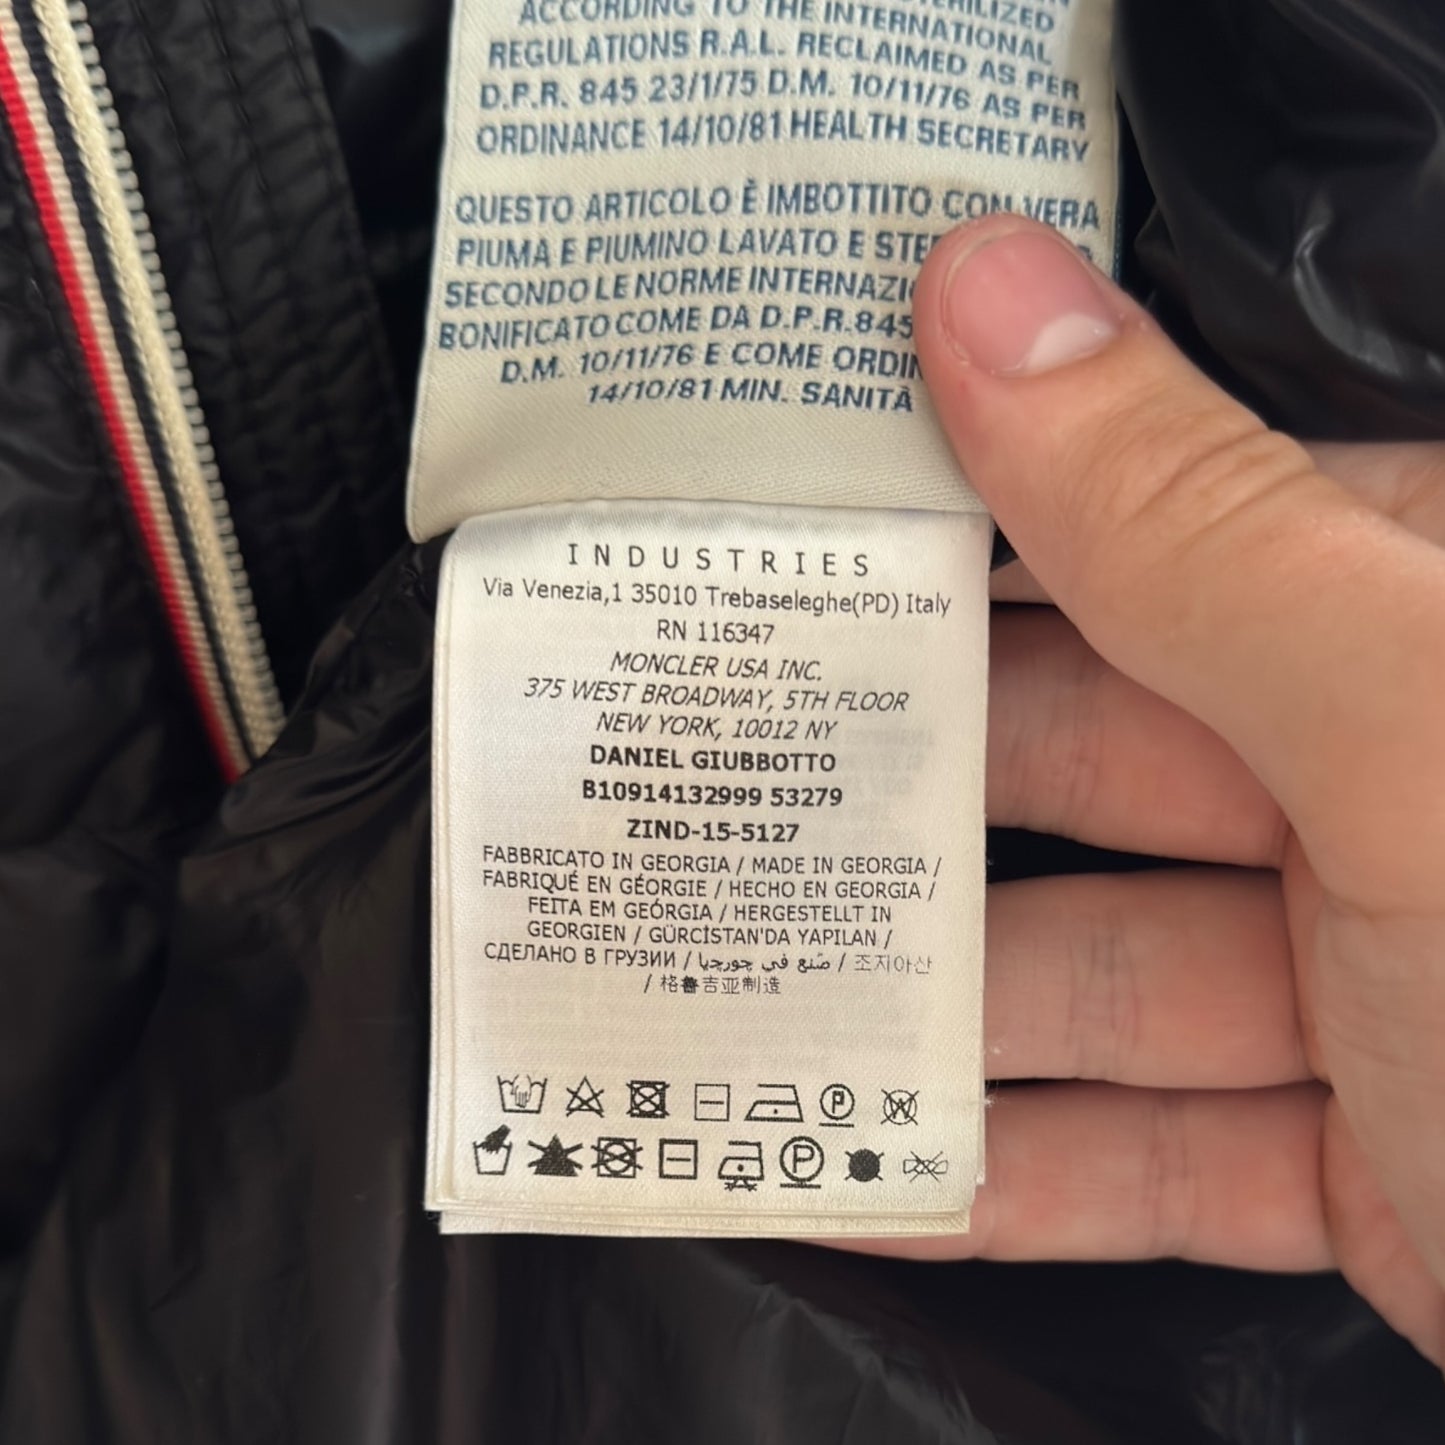 ACCORDING TO THE INTERNATIONAL
REGULATIONS R.A.L. RECLAIMED AS PER
D.P.R. 845 23/1/75 D.M. 10/11/76 AS PER
ORDINANCE 14/10/81 HEALTH SECRETARY
QUESTO ARTICOLO È IMBOTTITO CON VERA
PIUMA E PIUMINO LAVATO E
SECONDO LE NORME
BONIFICATO COME DA D.P.R.845
D.M. 10/11/76 E COME
14/10/81 MIN. SANITÀ
INDUSTRIES
Via Venezia,1 35010 Trebaseleghe(PD) Italy
RN 116347
MONCLER USA INC.
375 WEST BROADWAY, 5TH FLOOR
NEW YORK, 10012 NY
DANIEL GIUBBOTTO
B10914132999 53279
ZIND-15-5127
FABBRICATO IN GEORGIA / MADE IN GEORGIA /
FABRIQUÉ EN GÉORGIE / HECHO EN GEORGIA /
FEITA EM GEÓRGIA / HERGESTELLT IN
GEORGIEN / GÜRCİSTAN'DA YAPILAN /
СДЕЛАНО В ГРУЗИИ / صُنع في جورجيا / 조지아산
/ 格鲁吉亚制造
P W
P